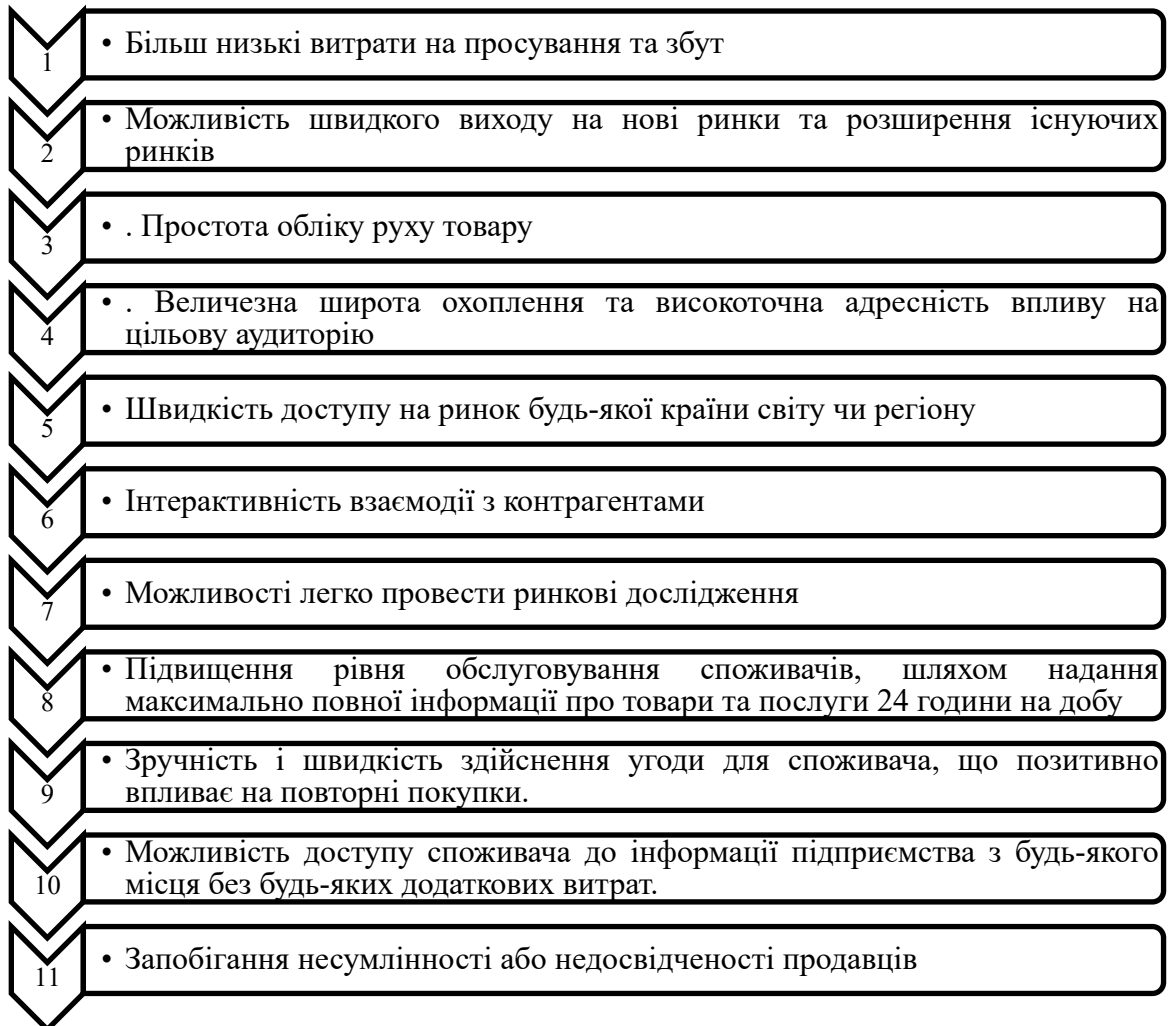 1
• Більш низькі витрати на просування та збут
2
• Можливість швидкого виходу на нові ринки та розширення існуючих
ринків
3
• . Простота обліку руху товару
4
• . Величезна широта охоплення та високоточна адресність впливу на
цільову аудиторію
5
• Швидкість доступу на ринок будь-якої країни світу чи регіону
6
• Інтерактивність взаємодії з контрагентами
7
• Можливості легко провести ринкові дослідження
8
• Підвищення рівня обслуговування споживачів, шляхом надання
максимально повної інформації про товари та послуги 24 години на добу
9
• Зручність і швидкість здійснення угоди для споживача, що позитивно
впливає на повторні покупки.
10
• Можливість доступу споживача до інформації підприємства з будь-якого
місця без будь-яких додаткових витрат.
11
• Запобігання несумлінності або недосвідченості продавців